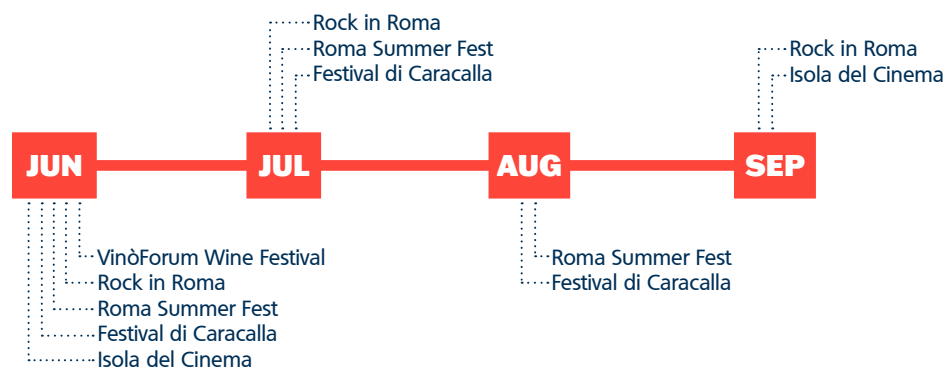 Rock in Roma
Roma Summer Fest
Festival di Caracalla
Rock in Roma
Isola del Cinema
JUN
JUL
AUG
SEP
VinòForum Wine Festival
Rock in Roma
Roma Summer Fest
Festival di Caracalla
Isola del Cinema
Roma Summer Fest
Festival di Caracalla